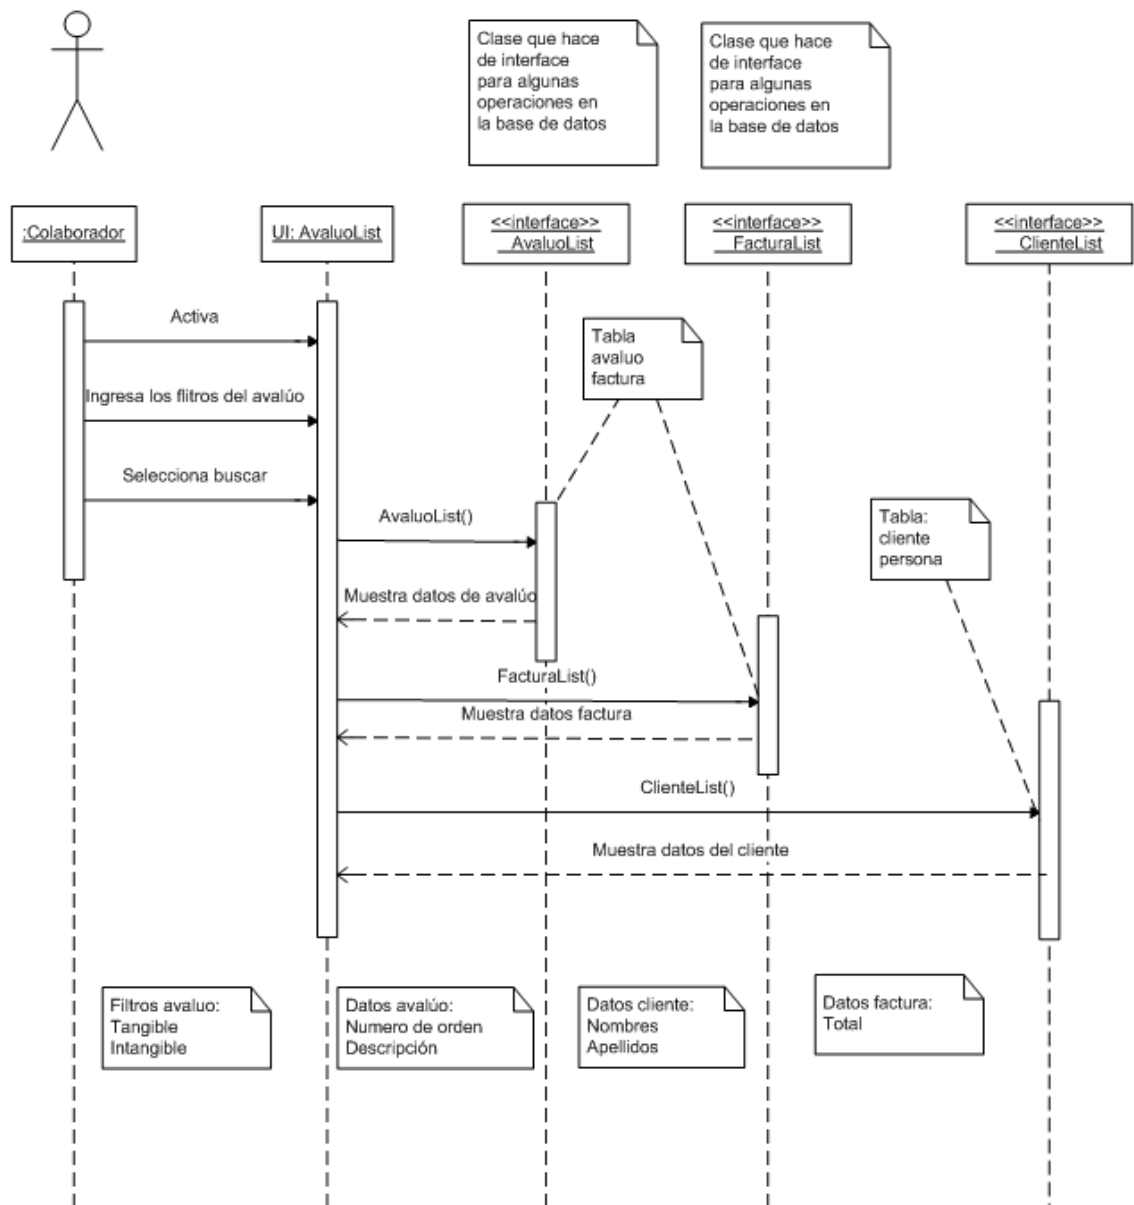 Clase que hace
de interface
para algunas
operaciones en
la base de datos
Clase que hace
de interface
para algunas
operaciones en
la base de datos
:Colaborador
UI: AvaluoList
<<interface>>
AvaluoList
<<interface>>
FacturaList
<<interface>>
ClienteList
Activa
Tabla
avaluo
factura
Ingresa los flitros del avalúo
Selecciona buscar
AvaluoList()
Tabla:
cliente
persona
Muestra datos de avalúo
FacturaList()
Muestra datos factura
ClienteList()
Muestra datos del cliente
Filtros avaluo:
Tangible
Intangible
Datos avalúo:
Numero de orden
Descripción
Datos cliente:
Nombres
Apellidos
Datos factura:
Total